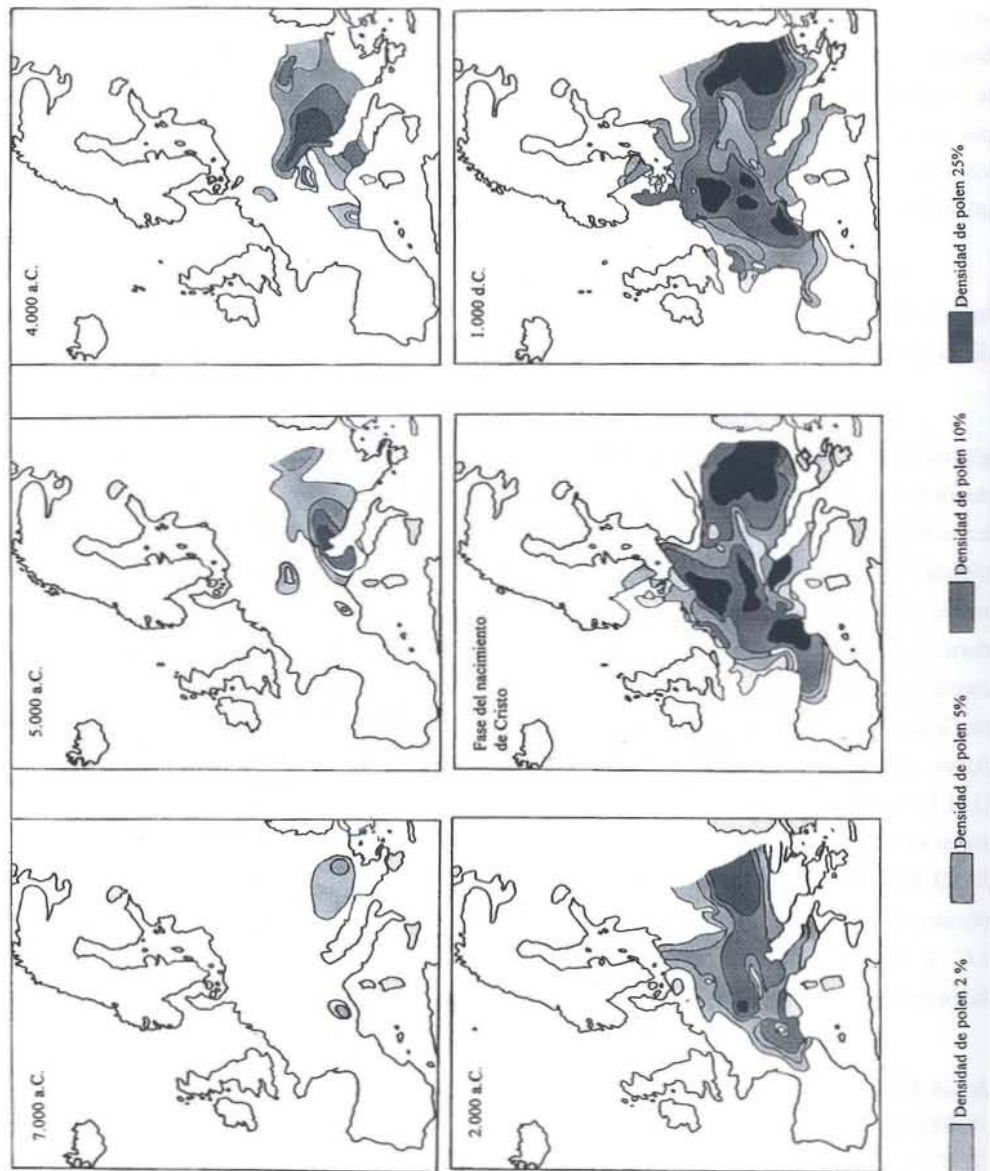 7.000 a.C.
5.000 a.C.
4.000 a.C.
2.000 a.C.
Fase del nacimiento
de Cristo
1.000 d.C.
Densidad de polen 2 %
Densidad de polen 5%
Densidad de polen 10%
Densidad de polen 25%